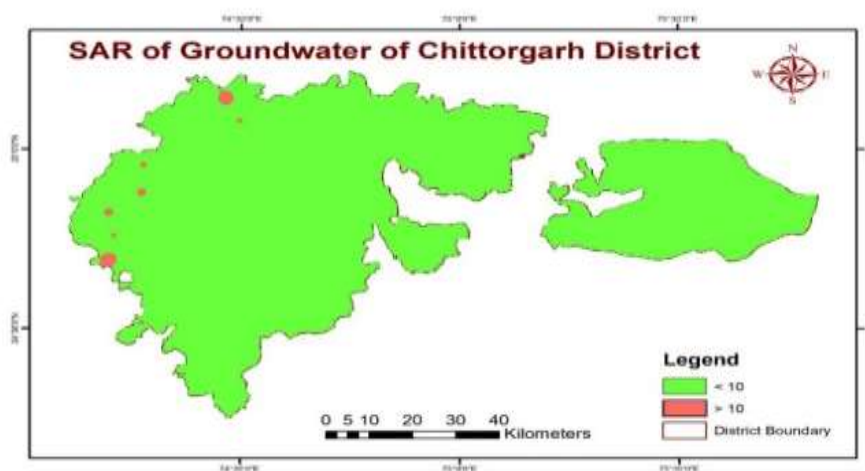 SAR of Groundwater of Chittorgarh District
N
W E
S
Legend
< 10
> 10
District Boundary
0 5 10 20 30 40
Kilometers